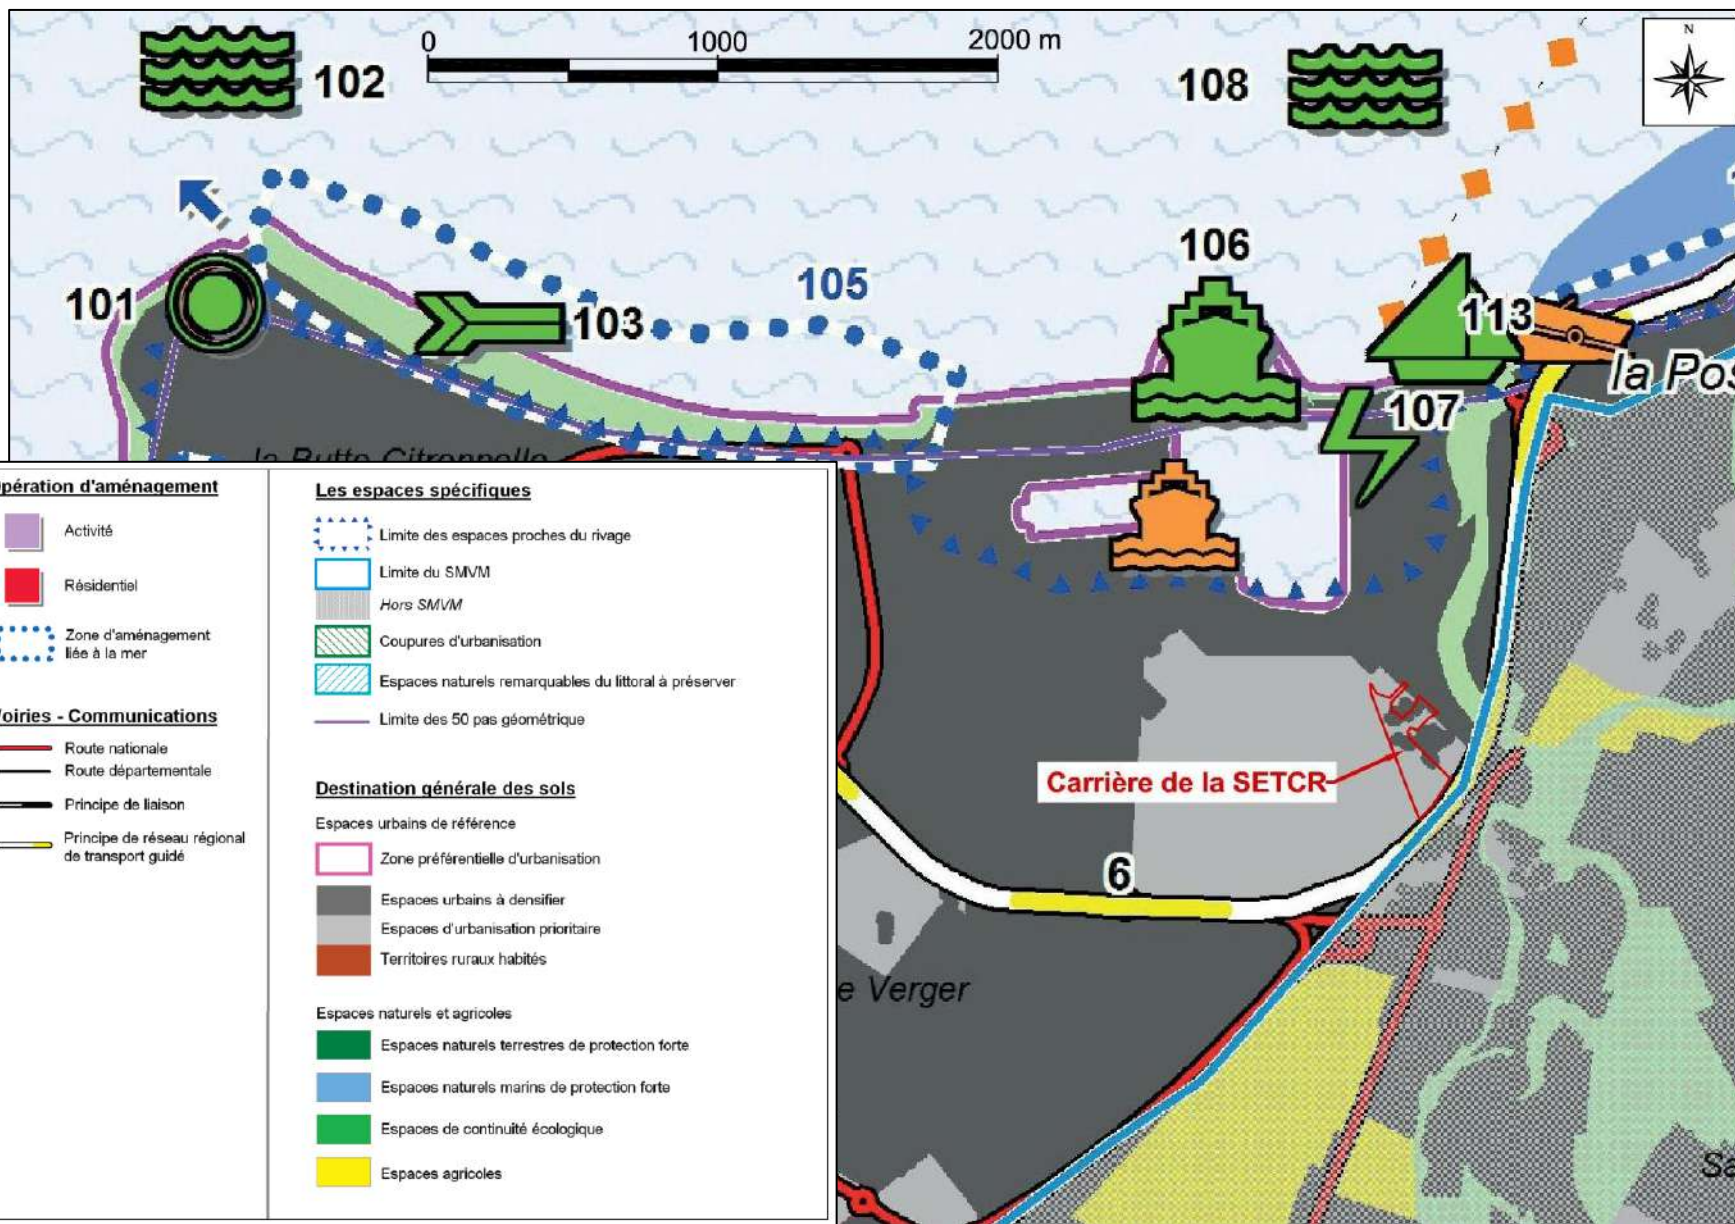 0 1000 2000 m
N
102
108
106
105
101
103
113
la Pos
107
la Butte Citronnelle
opération d'aménagement
Activité
Résidentiel
Zone d'aménagement
liée à la mer
Voiries - Communications
Route nationale
Route départementale
Principe de liaison
Principe de réseau régional
de transport guidé
Les espaces spécifiques
Limite des espaces proches du rivage
Limite du SMVM
Hors SMVM
Coupures d'urbanisation
Espaces naturels remarquables du littoral à préserver
Limite des 50 pas géométrique
Destination générale des sols
Espaces urbains de référence
Zone préférentielle d'urbanisation
Espaces urbains à densifier
Espaces d'urbanisation prioritaire
Territoires ruraux habités
Espaces naturels et agricoles
Espaces naturels terrestres de protection forte
Espaces naturels marins de protection forte
Espaces de continuité écologique
Espaces agricoles
Carrière de la SETCR
6
e Verger
Sa